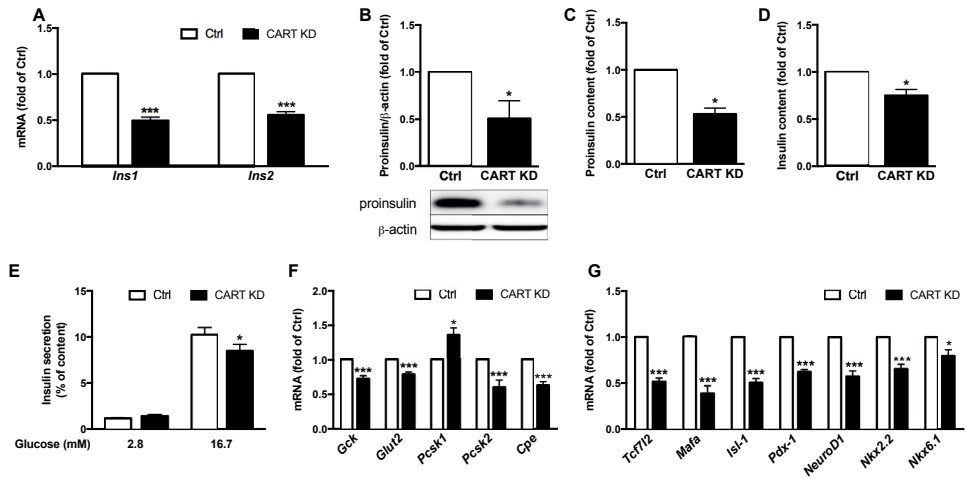 A
mRNA (fold of Ctrl)
1.5
1.0
0.5
0.0
Ctrl
CART KD
***
***
Ins1
Ins2
B
Proinsulin/β-actin (fold of Ctrl)
1.5
1.0
0.5
0.0
*
Ctrl
CART KD
proinsulin
β-actin
C
Proinsulin content (fold of Ctrl)
1.5
1.0
0.5
0.0
*
Ctrl
CART KD
D
Insulin content (fold of Ctrl)
1.5
1.0
0.5
0.0
*
Ctrl
CART KD
E
Insulin secretion
(% of content)
15
10
5
0
Ctrl
CART KD
*
Glucose (mM)
2.8
16.7
F
mRNA (fold of Ctrl)
2.0
1.5
1.0
0.5
0.0
Ctrl
CART KD
***
***
*
***
***
Gck
Glut2
Pcsk1
Pcsk2
Cpe
G
mRNA (fold of Ctrl)
1.5
1.0
0.5
0.0
Ctrl
CART KD
***
***
***
***
***
***
*
Tcf7l2
Mafa
Isl-1
Pdx-1
NeuroD1
Nkx2.2
Nkx6.1